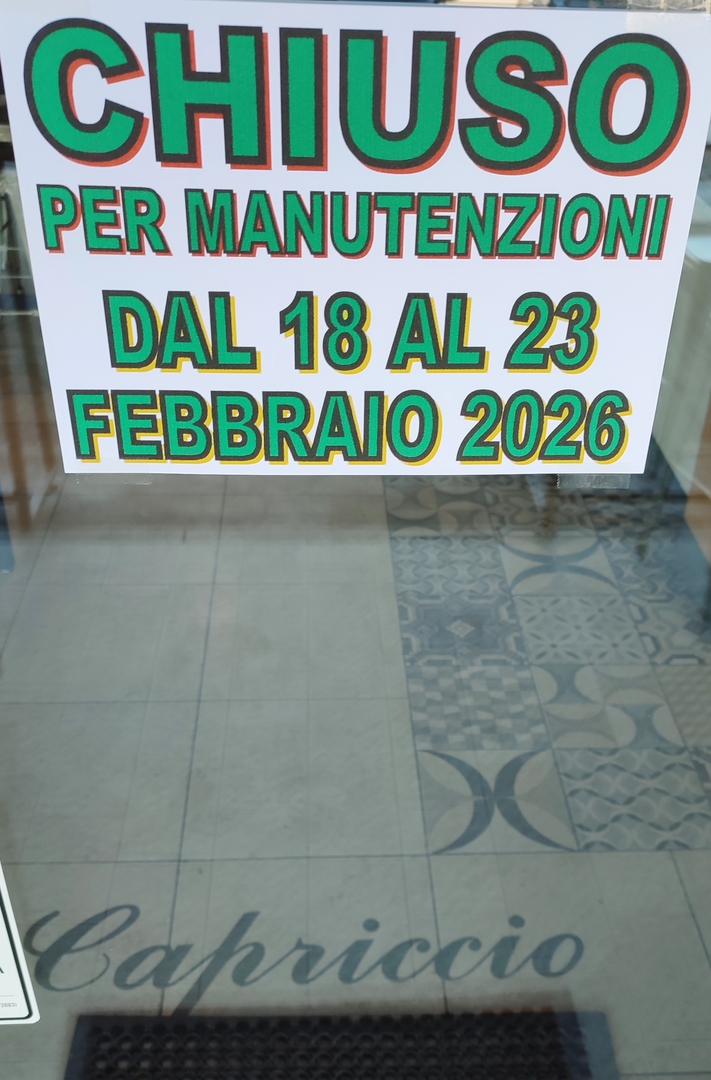 CHIUSO
PER MANUTENZIONI
DAL 18 AL 23
FEBBRAIO 2026
Capriccio